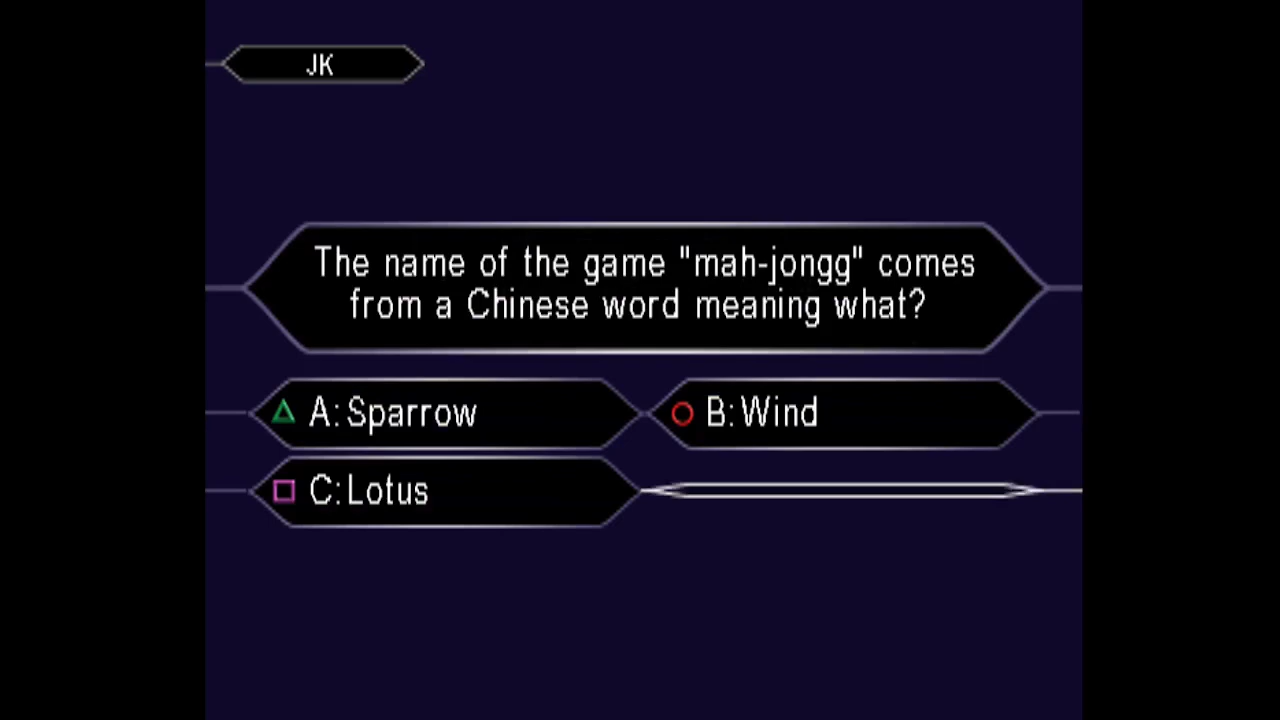 JK
The name of the game "mah-jongg" comes
from a Chinese word meaning what?
A: Sparrow
B: Wind
C: Lotus